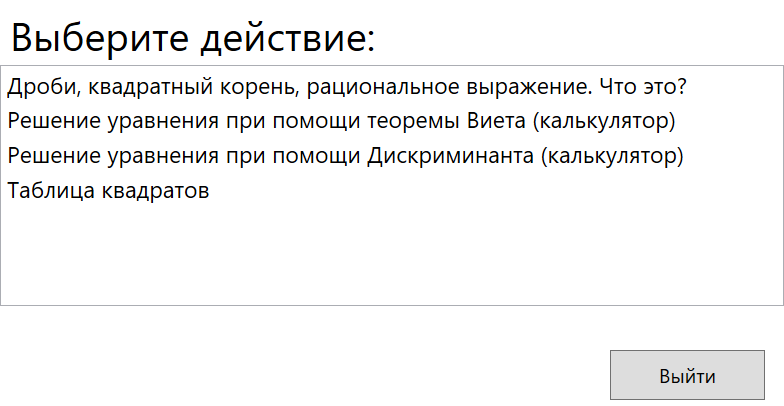 Выберите действие:
Дроби, квадратный корень, рациональное выражение. Что это?
Решение уравнения при помощи теоремы Виета (калькулятор)
Решение уравнения при помощи Дискриминанта (калькулятор)
Таблица квадратов
Выйти